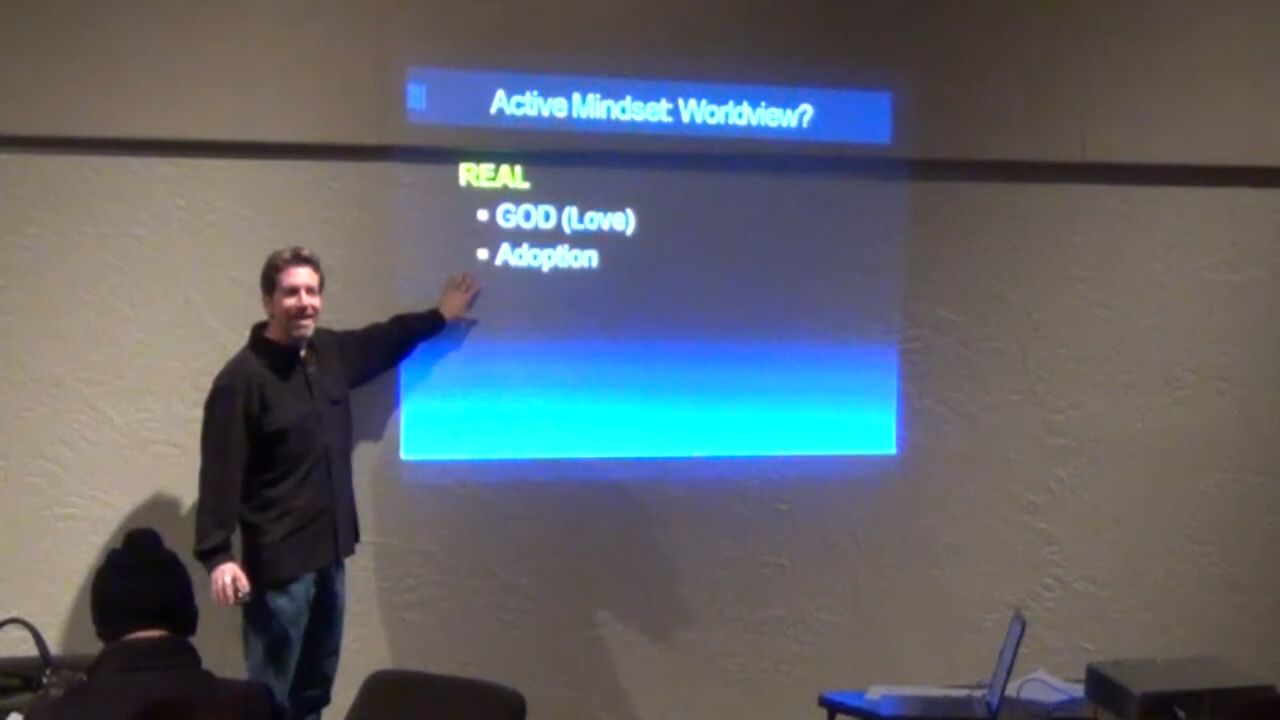 Active Mindset: Worldview?
REAL
▪ GOD (Love)
▪ Adoption